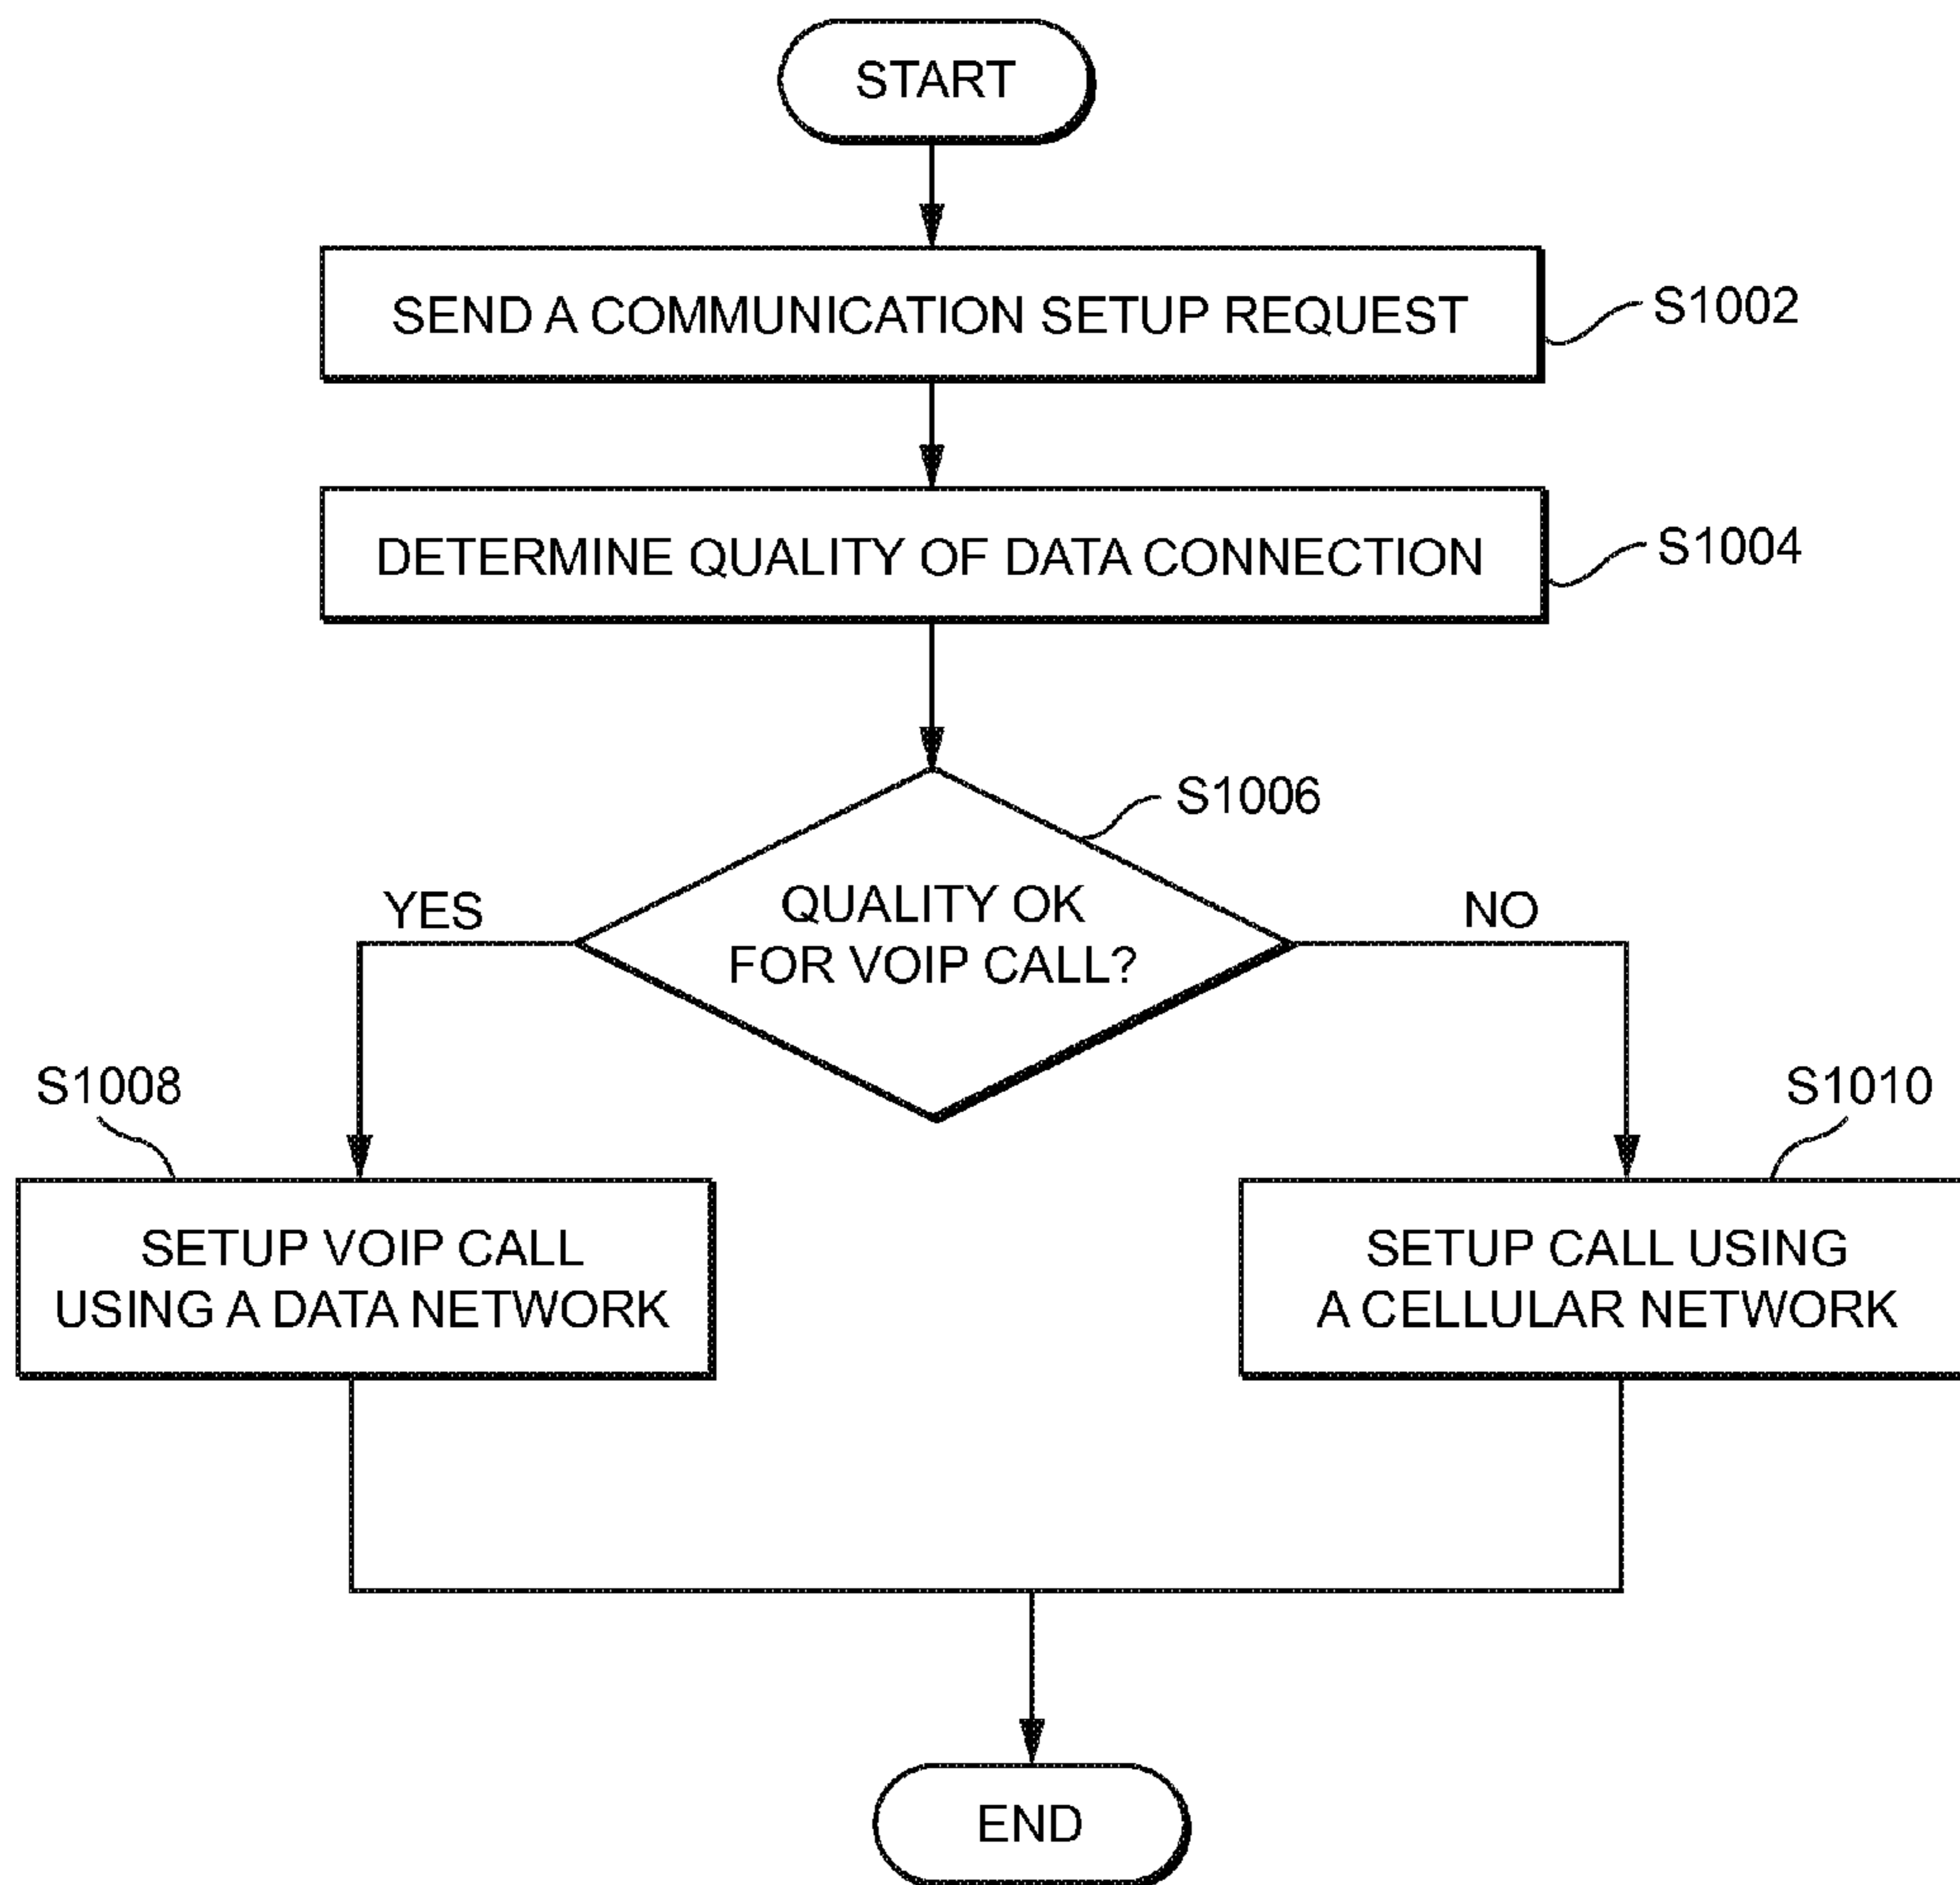 START
SEND A COMMUNICATION SETUP REQUEST
S1002
DETERMINE QUALITY OF DATA CONNECTION
S1004
S1006
QUALITY OK
FOR VOIP CALL?
YES
NO
S1008
S1010
SETUP VOIP CALL
USING A DATA NETWORK
SETUP CALL USING
A CELLULAR NETWORK
END